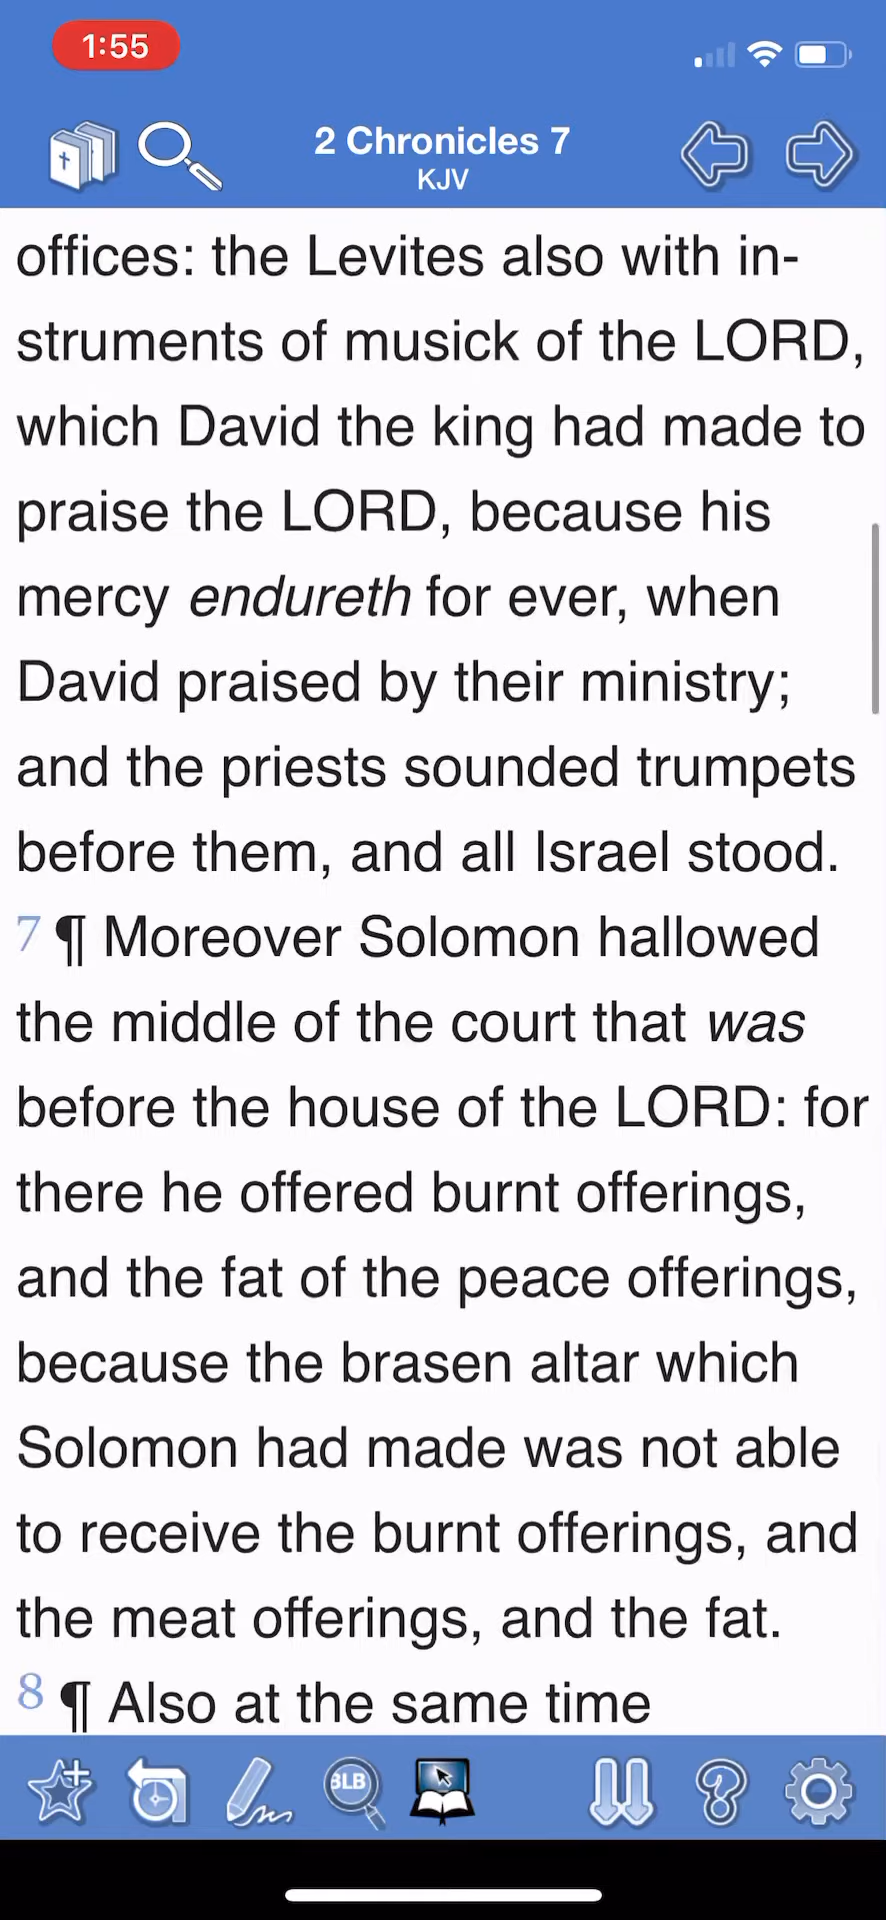 1:55
2 Chronicles 7
KJV
offices: the Levites also with in-
struments of musick of the LORD,
which David the king had made to
praise the LORD, because his
mercy endureth for ever, when
David praised by their ministry;
and the priests sounded trumpets
before them, and all Israel stood.
7 ¶ Moreover Solomon hallowed
the middle of the court that was
before the house of the LORD: for
there he offered burnt offerings,
and the fat of the peace offerings,
because the brasen altar which
Solomon had made was not able
to receive the burnt offerings, and
the meat offerings, and the fat.
8 ¶ Also at the same time
BLB